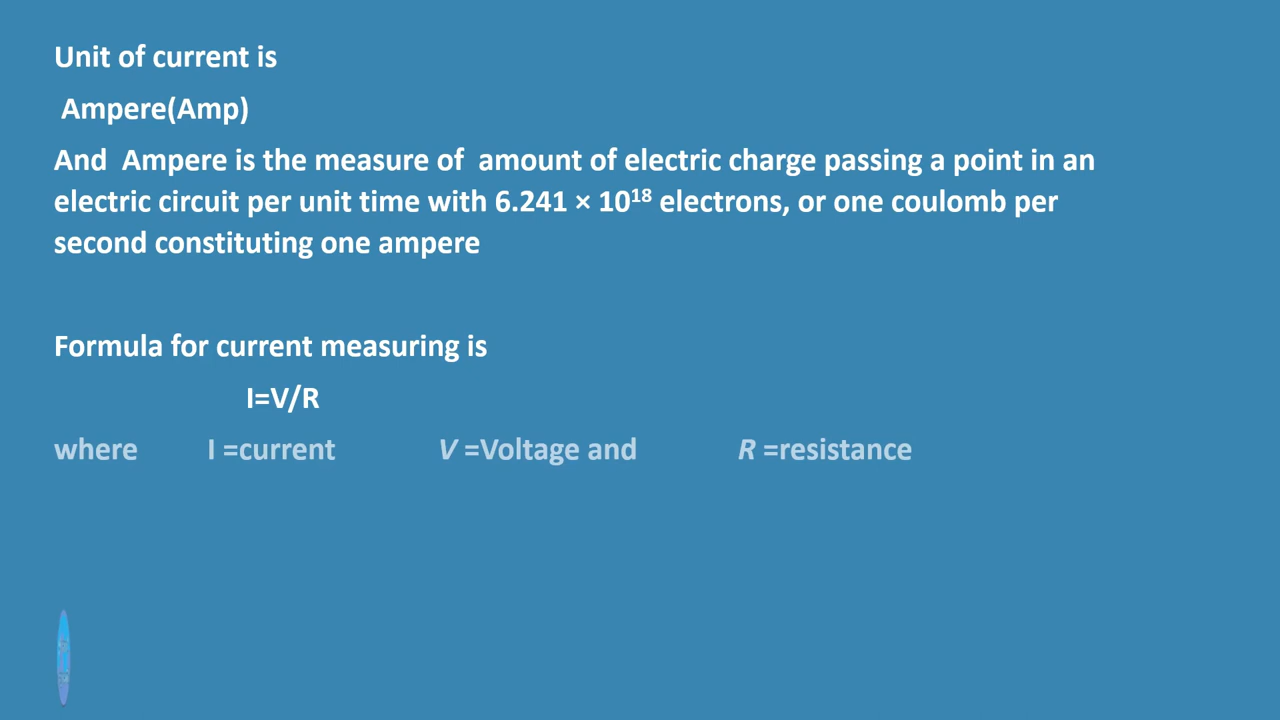 Unit of current is
Ampere(Amp)
And Ampere is the measure of amount of electric charge passing a point in an
electric circuit per unit time with 6.241 × 10¹⁸ electrons, or one coulomb per
second constituting one ampere
Formula for current measuring is
I=V/R
where I =current V =Voltage and R =resistance